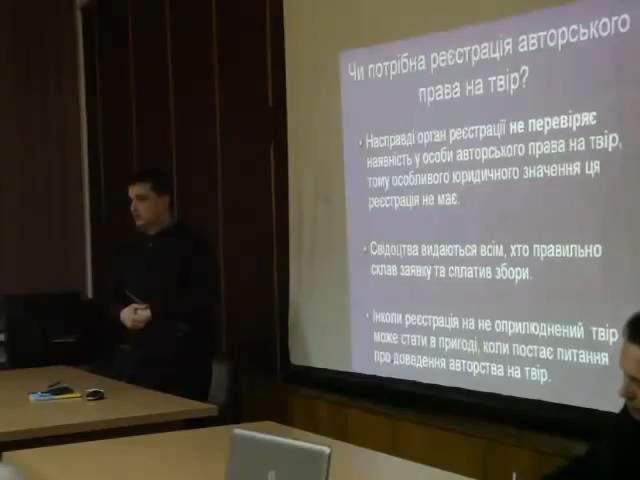 Чи потрібна реєстрація авторського
права на твір?
• Насправді орган реєстрації не перевіряє
наявність у особи авторського права на твір,
тому особливого юридичного значення ця
реєстрація не має.
• Свідоцтва видаються всім, хто правильно
склав заявку та сплатив збори.
• Інколи реєстрація на не оприлюднений твір
може стати в пригоді, коли постає питання
про доведення авторства на твір.